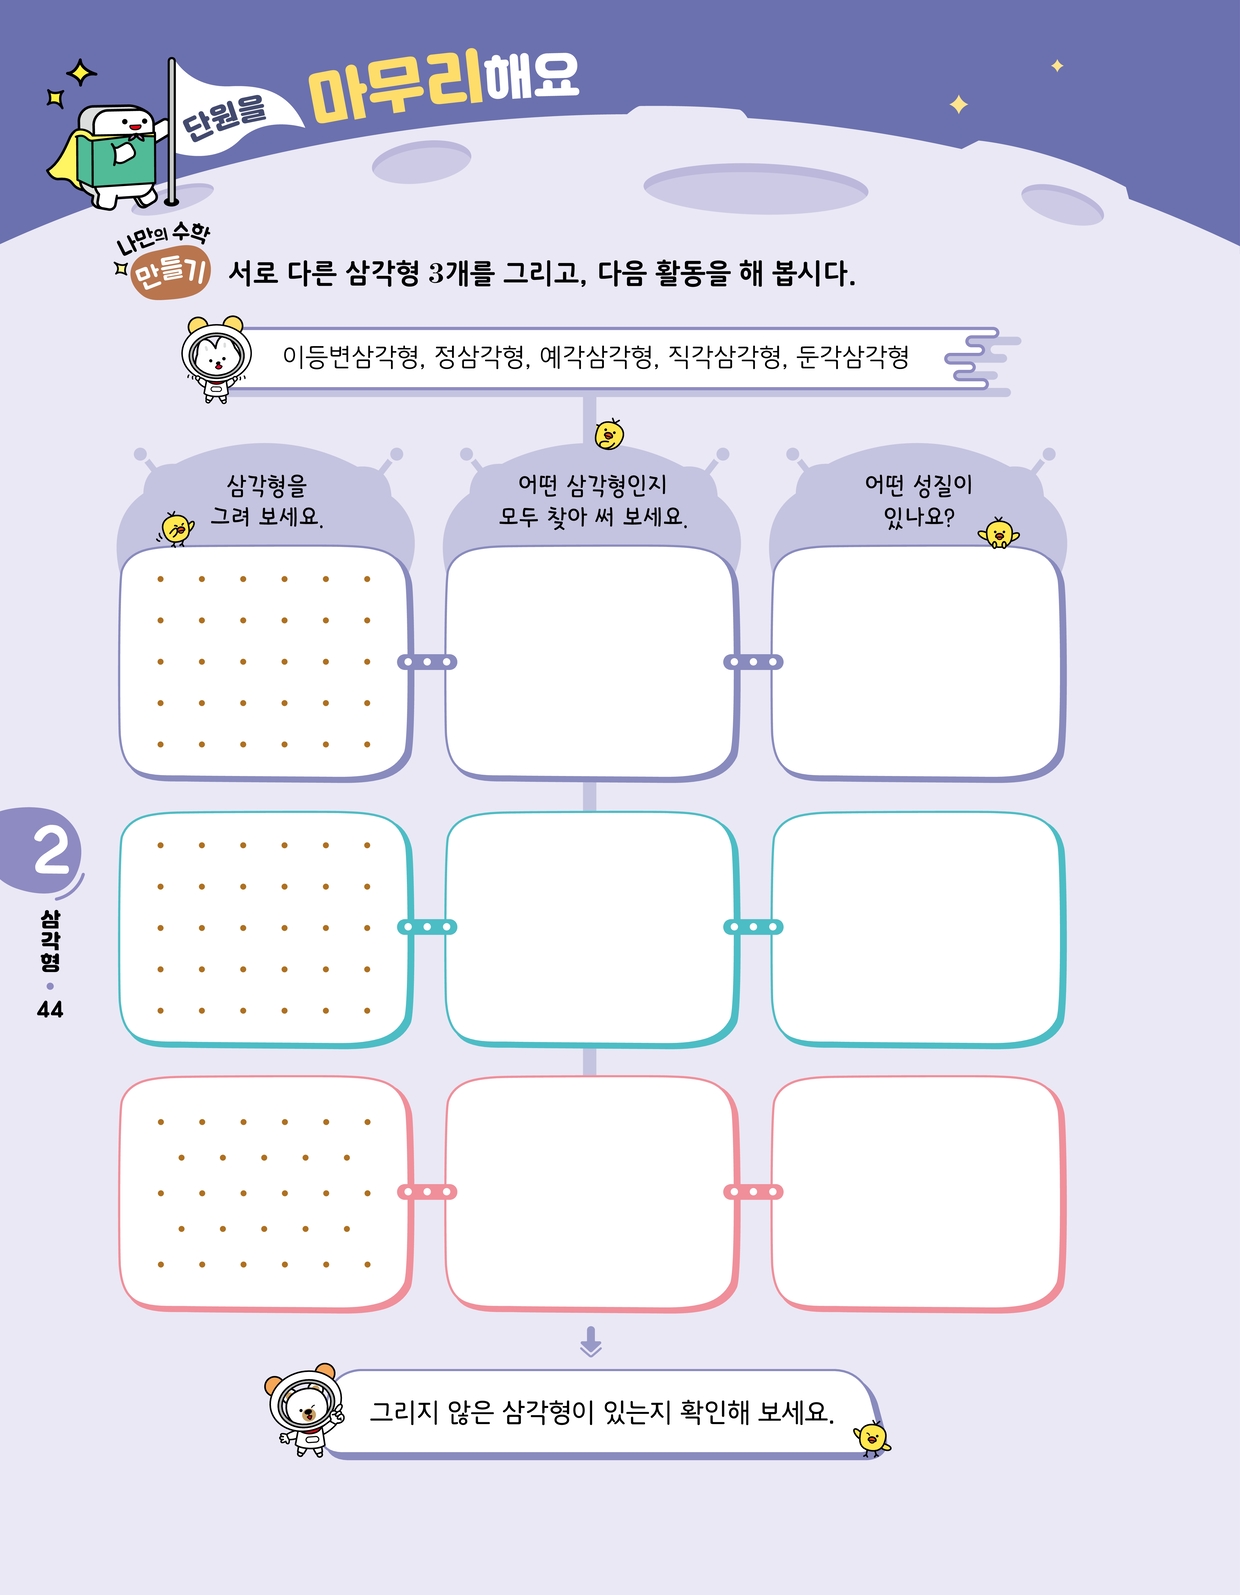 단원을 마무리해요
나만의 수학
만들기 서로 다른 삼각형 3개를 그리고, 다음 활동을 해 봅시다.
이등변삼각형, 정삼각형, 예각삼각형, 직각삼각형, 둔각삼각형
삼각형을
그려 보세요.
어떤 삼각형인지
모두 찾아 써 보세요.
어떤 성질이
있나요?
2
삼각형
44
그리지 않은 삼각형이 있는지 확인해 보세요.